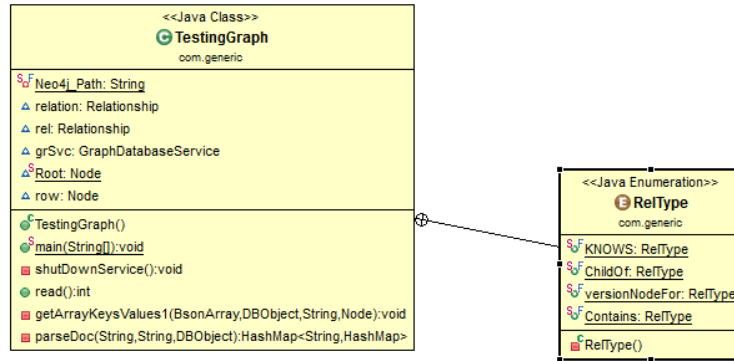 <<Java Class>>
TestingGraph
com.generic
Neo4j_Path: String
relation: Relationship
rel: Relationship
grSvc: GraphDatabaseService
Root: Node
row: Node
TestingGraph()
main(String[]):void
shutDownService():void
read():int
getArrayKeysValues1(BsonArray,DBObject,String,Node):void
parseDoc(String,String,DBObject):HashMap<String,HashMap>
<<Java Enumeration>>
RelType
com.generic
KNOWS: RelType
ChildOf: RelType
versionNodeFor: RelType
Contains: RelType
RelType()